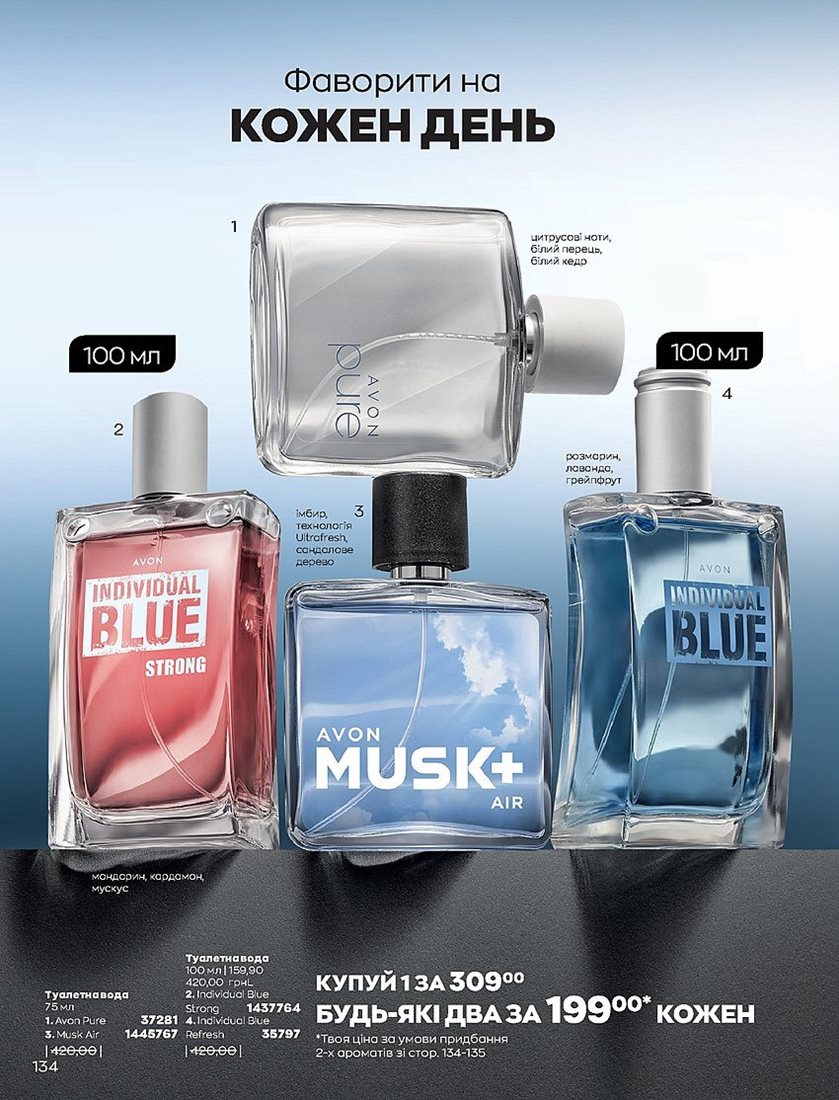 Фаворити на
КОЖЕН ДЕНЬ
1
цитрусові ноти,
білий перець,
білий кедр
100 мл
100 мл
4
2
pure
AVON
розмарин,
лаванда,
грейпфрут
імбир,
технологія
Ultrafresh,
сандалове
дерево
3
AVON
INDIVIDUAL
BLUE
STRONG
AVON
INDIVIDUAL
BLUE
AVON
MUSK+
AIR
мандарин, кардамон,
мускус
Туалетна вода
75 мл
1. Avon Pure 37281
3. Musk Air 1445767
|420,00|
Туалетна вода
100 мл | 159,90
420,00 грнL
2. Individual Blue
Strong 1437764
4. Individual Blue
Refresh 35797
|420,00|
КУПУЙ 1 ЗА 309⁰⁰
БУДЬ-ЯКІ ДВА ЗА 199⁰⁰* КОЖЕН
*Твоя ціна за умови придбання
2-х ароматів зі стор. 134-135
134